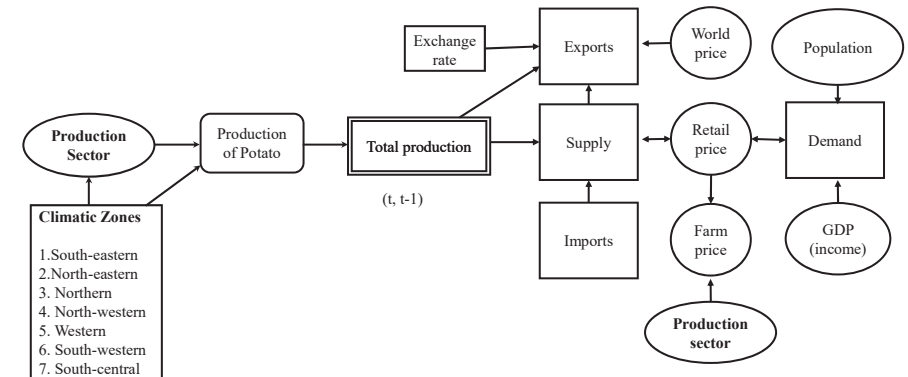 Exchange
rate
Exports
World
price
Population
Production
Sector
Production
of Potato
Total production
Supply
Retail
price
Demand
(t, t-1)
Climatic Zones
1.South-eastern
2.North-eastern
3. Northern
4. North-western
5. Western
6. South-western
7. South-central
Imports
Farm
price
GDP
(income)
Production
sector